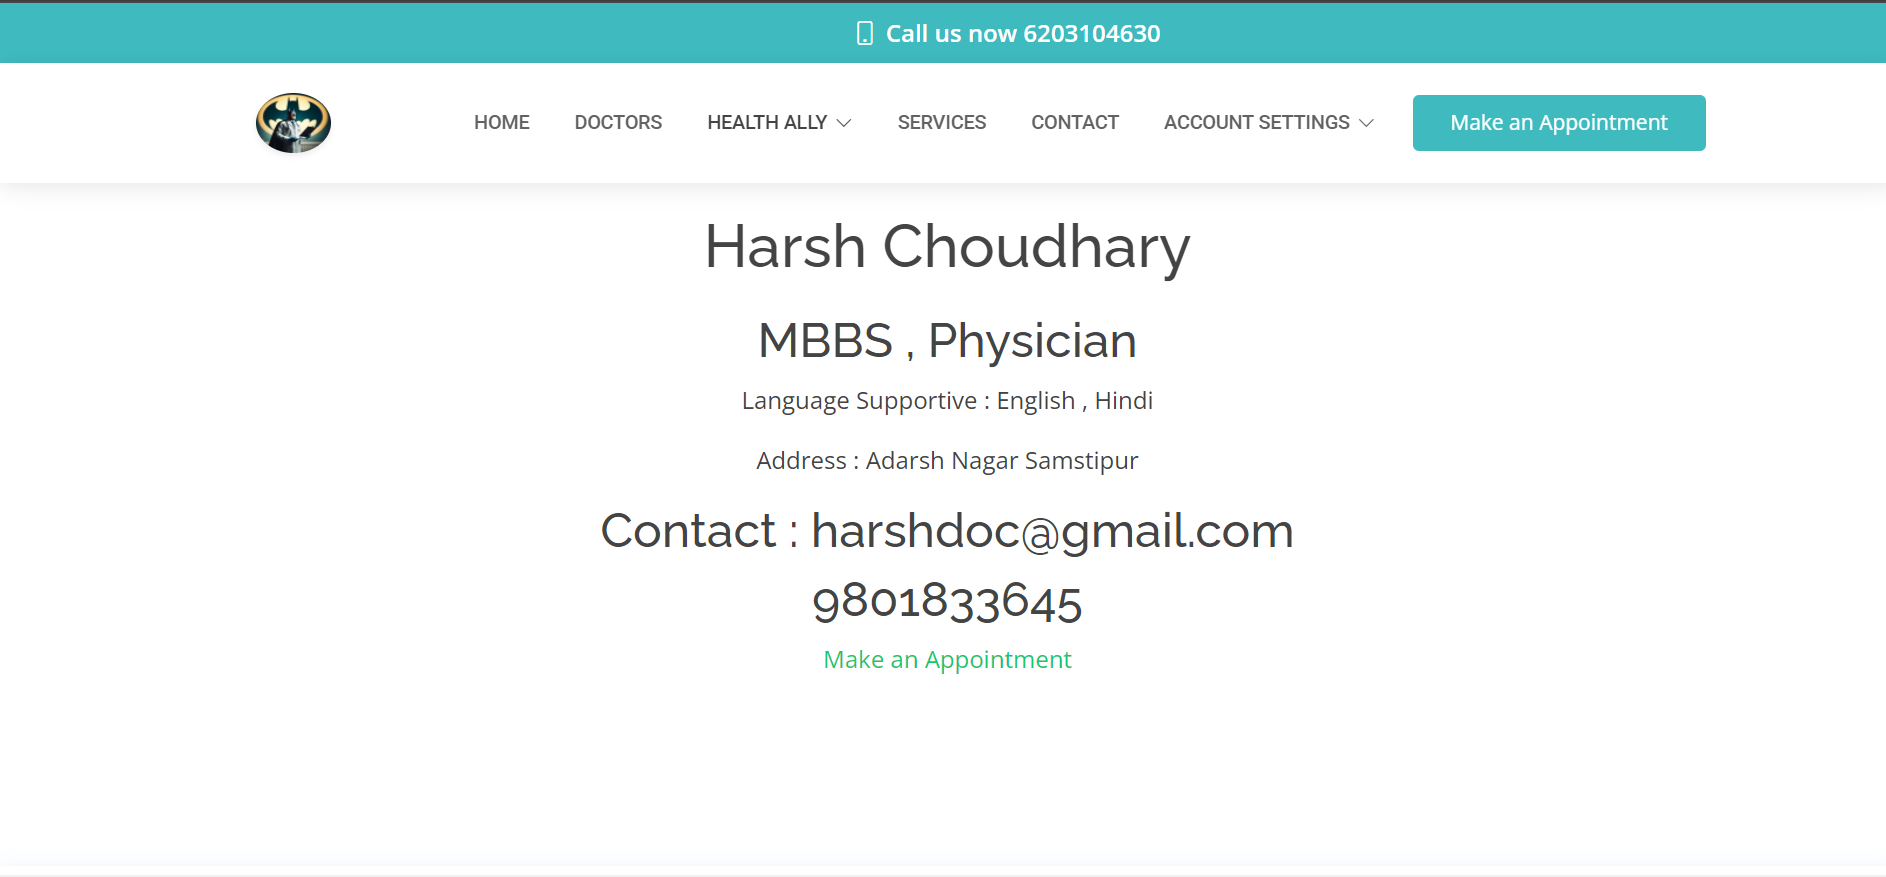 Call us now 6203104630
HOME DOCTORS HEALTH ALLY SERVICES CONTACT ACCOUNT SETTINGS Make an Appointment
Harsh Choudhary
MBBS , Physician
Language Supportive : English , Hindi
Address : Adarsh Nagar Samstipur
Contact : harshdoc@gmail.com
9801833645
Make an Appointment